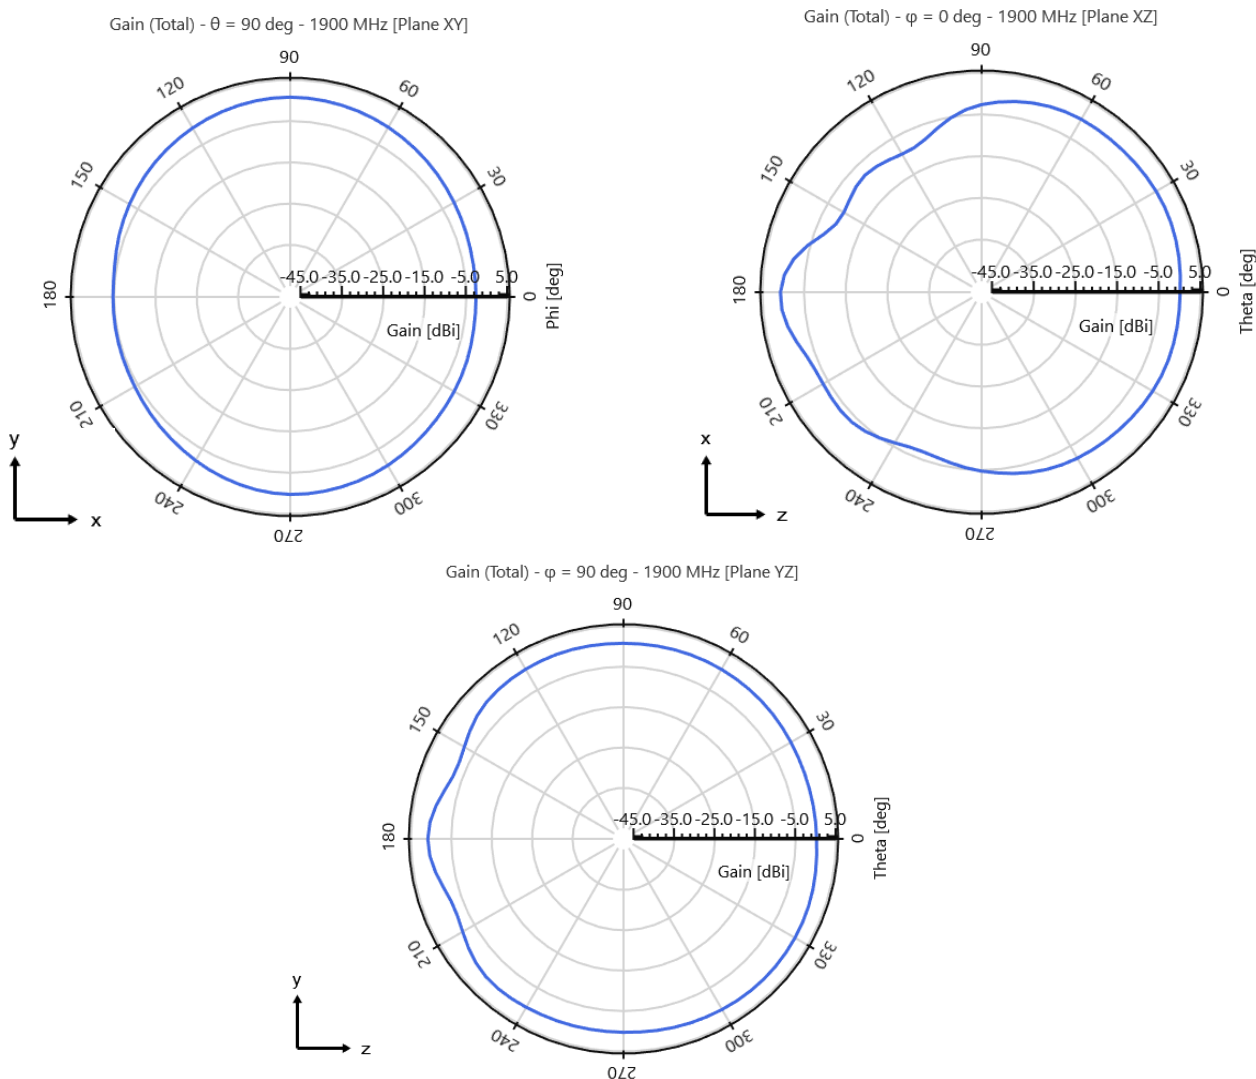 Gain (Total) - θ = 90 deg - 1900 MHz [Plane XY]
90
120
60
150
30
180
-45.0 -35.0 -25.0 -15.0 -5.0 5.0
0
Phi [deg]
Gain [dBi]
210
330
240
300
270
y
x
Gain (Total) - φ = 0 deg - 1900 MHz [Plane XZ]
90
120
60
150
30
180
-45.0 -35.0 -25.0 -15.0 -5.0 5.0
0
Theta [deg]
Gain [dBi]
210
330
240
300
270
x
z
Gain (Total) - φ = 90 deg - 1900 MHz [Plane YZ]
90
120
60
150
30
180
-45.0 -35.0 -25.0 -15.0 -5.0 5.0
0
Theta [deg]
Gain [dBi]
210
330
240
300
270
y
z